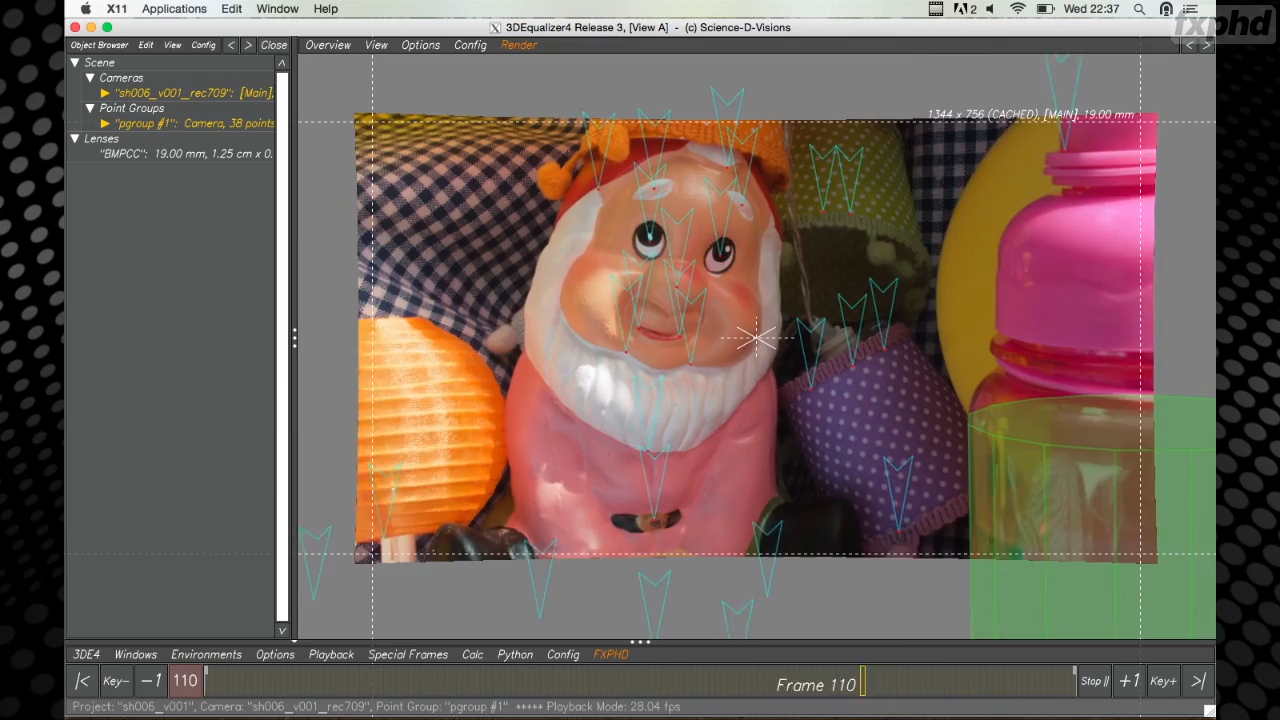 X11 Applications Edit Window Help
2 Wed 22:37
fxphd
3DEqualizer4 Release 3, [View A] - (c) Science-D-Visions
Object Browser Edit View Config < > Close
Overview View Options Config Render < >
Scene
Cameras
"sh006_v001_rec709": [Main],
Point Groups
"pgroup #1": Camera, 38 points
Lenses
"BMPCC": 19.00 mm, 1.25 cm x 0.
1344 x 756 (CACHED), [MAIN], 19.00 mm
3DE4 Windows Environments Options Playback Special Frames Calc Python Config FXPHD
|< Key- -1 110 Frame 110 Stop || +1 Key+ >|
Project: "sh006_v001", Camera: "sh006_v001_rec709", Point Group: "pgroup #1" ***** Playback Mode: 28.04 fps